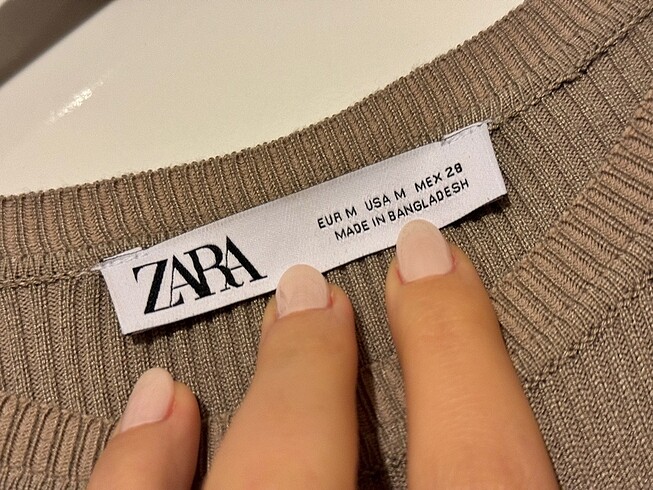 ZARA
EUR M USA M MEX 28
MADE IN BANGLADESH